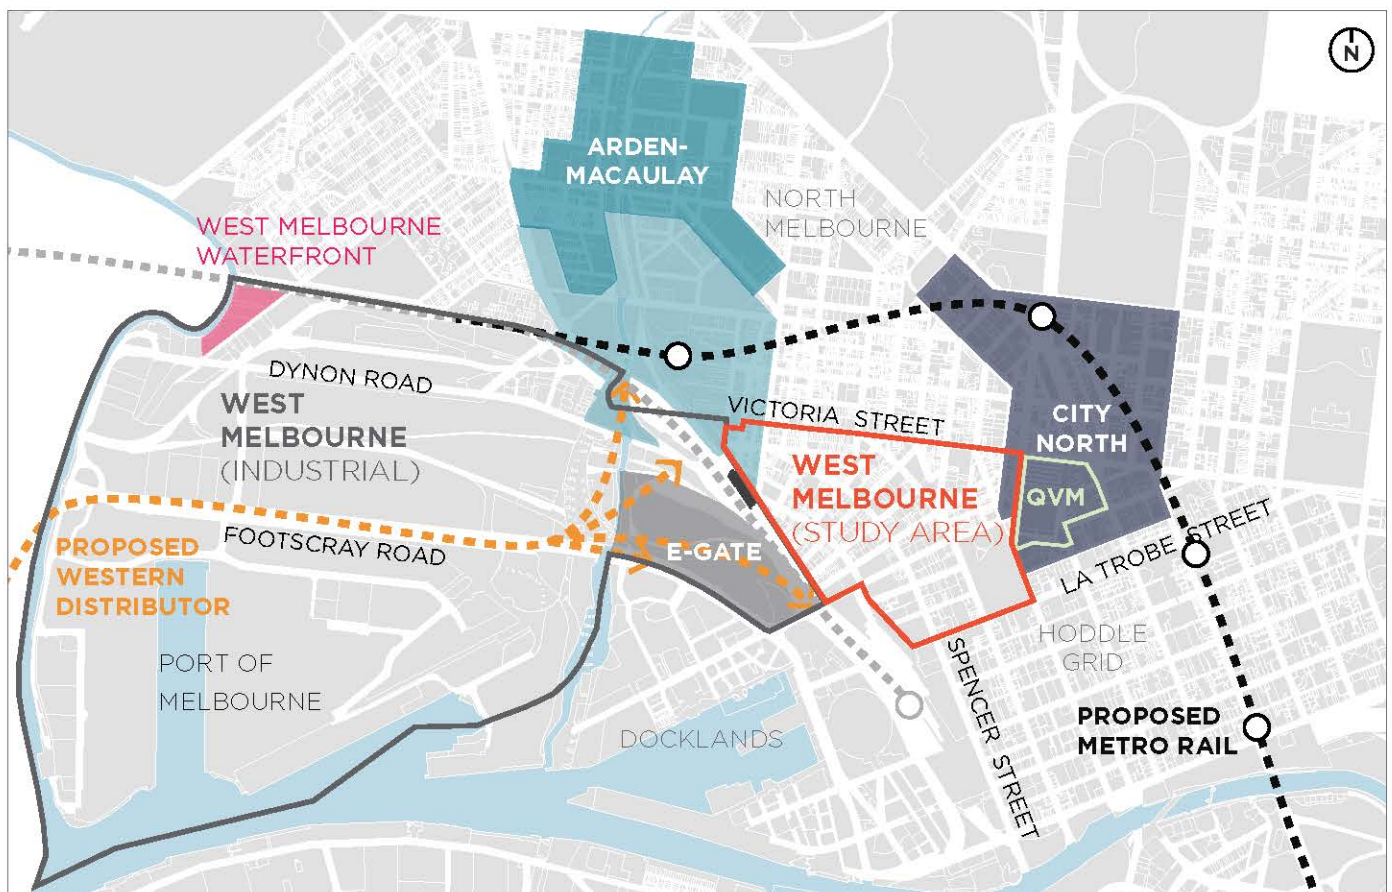 N
ARDEN-
MACAULAY
NORTH
MELBOURNE
WEST MELBOURNE
WATERFRONT
DYNON ROAD
WEST
MELBOURNE
(INDUSTRIAL)
VICTORIA STREET
CITY
NORTH
WEST
MELBOURNE
(STUDY AREA)
QVM
FOOTSCRAY ROAD
E-GATE
LA TROBE STREET
PROPOSED
WESTERN
DISTRIBUTOR
HODDLE
GRID
PORT OF
MELBOURNE
SPENCER STREET
DOCKLANDS
PROPOSED
METRO RAIL